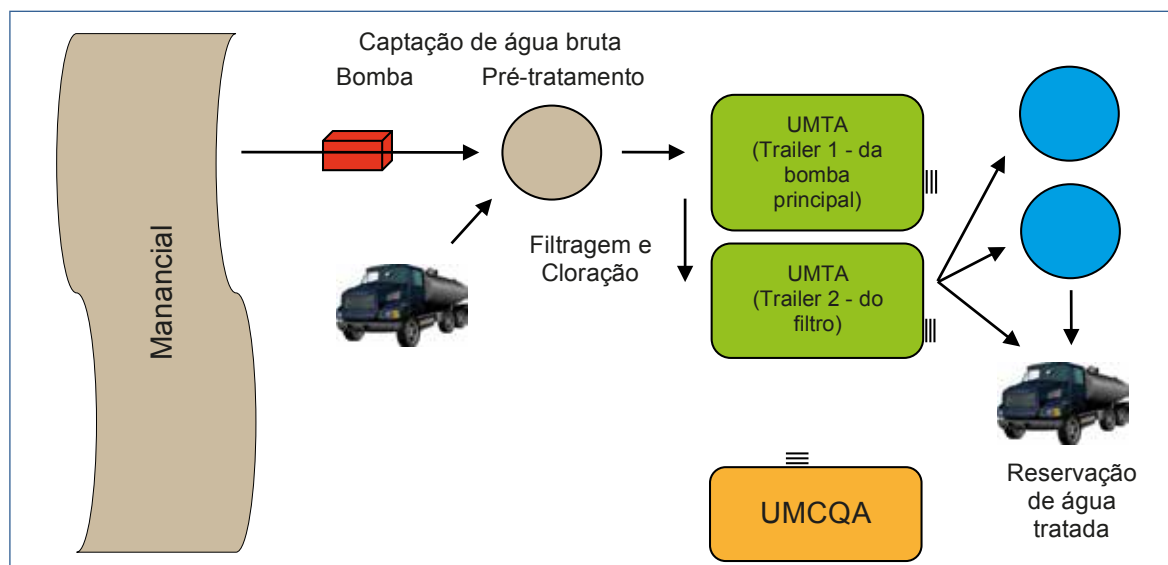 Captação de água bruta
Bomba
Pré-tratamento
Manancial
Filtragem e
Cloração
UMTA
(Trailer 1 - da
bomba
principal)
UMTA
(Trailer 2 - do
filtro)
UMCQA
Reservação
de água
tratada